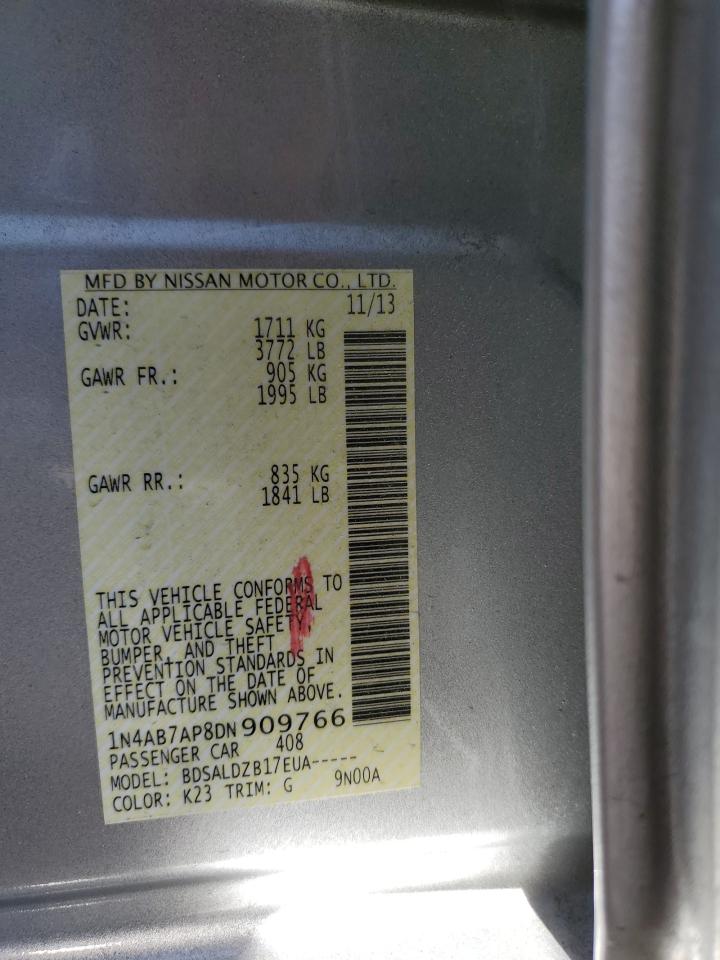 MFD BY NISSAN MOTOR CO., LTD.
DATE: 11/13
GVWR: 1711 KG
3772 LB
GAWR FR.: 905 KG
1995 LB
GAWR RR.: 835 KG
1841 LB
THIS VEHICLE CONFORMS TO
ALL APPLICABLE FEDERAL
MOTOR VEHICLE SAFETY,
BUMPER, AND THEFT
PREVENTION STANDARDS IN
EFFECT ON THE DATE OF
MANUFACTURE SHOWN ABOVE.
1N4AB7AP8DN909766
PASSENGER CAR 408
MODEL: BDSALDZB17EUA-----
COLOR: K23 TRIM: G 9N00A